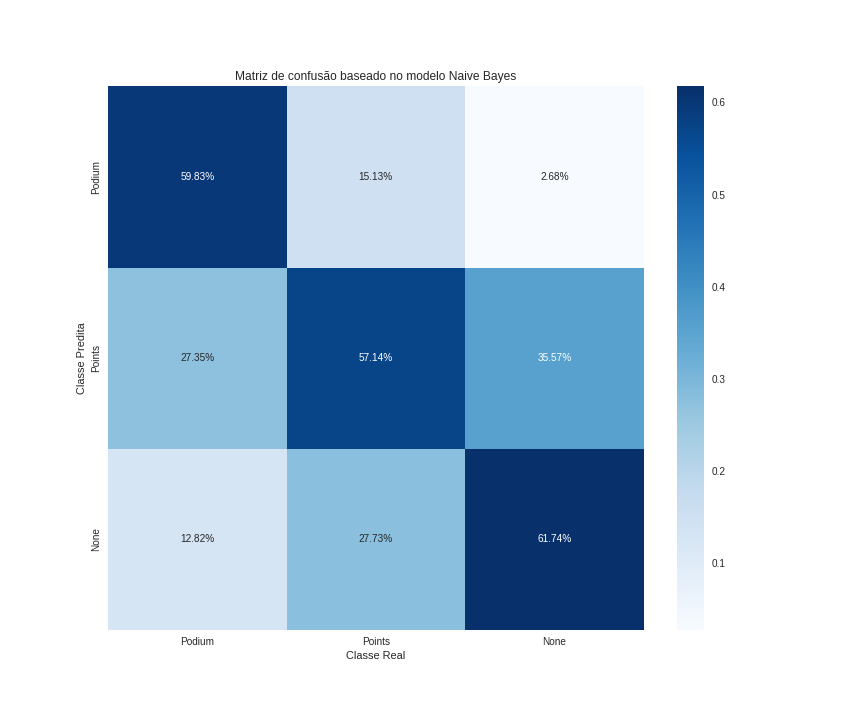 Matriz de confusão baseado no modelo Naive Bayes
Classe Predita
Podium
59.83%
15.13%
2.68%
Points
27.35%
57.14%
35.57%
None
12.82%
27.73%
61.74%
Podium
Points
None
Classe Real
0.6
0.5
0.4
0.3
0.2
0.1